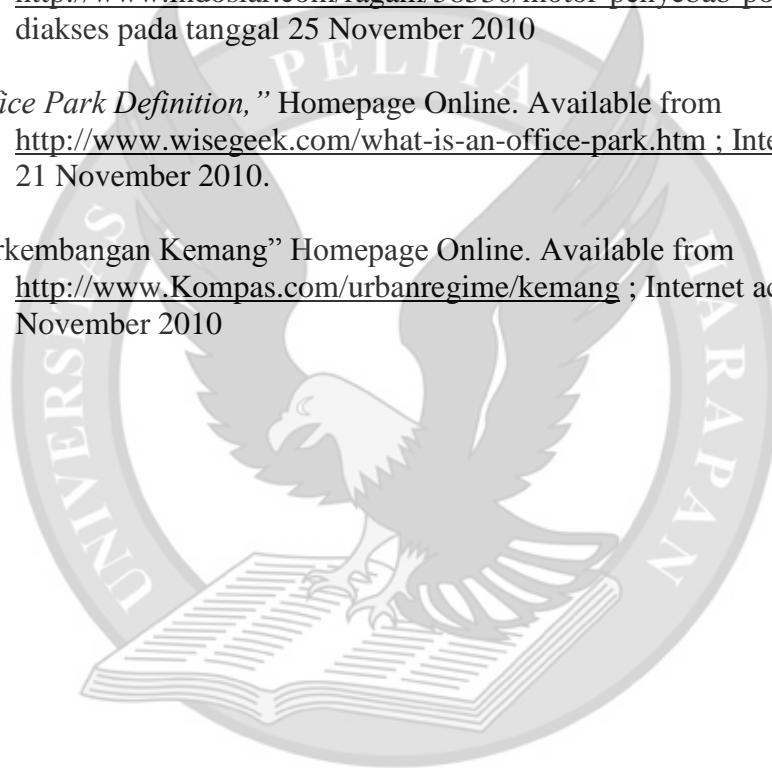 diakses pada tanggal 25 November 2010
fice Park Definition,” Homepage Online. Available from
http://www.wisegeek.com/what-is-an-office-park.htm ; Inte
21 November 2010.
rkembangan Kemang” Homepage Online. Available from
http://www.Kompas.com/urbanregime/kemang ; Internet ac
November 2010
UNIVERSITAS PELITA HARAPAN